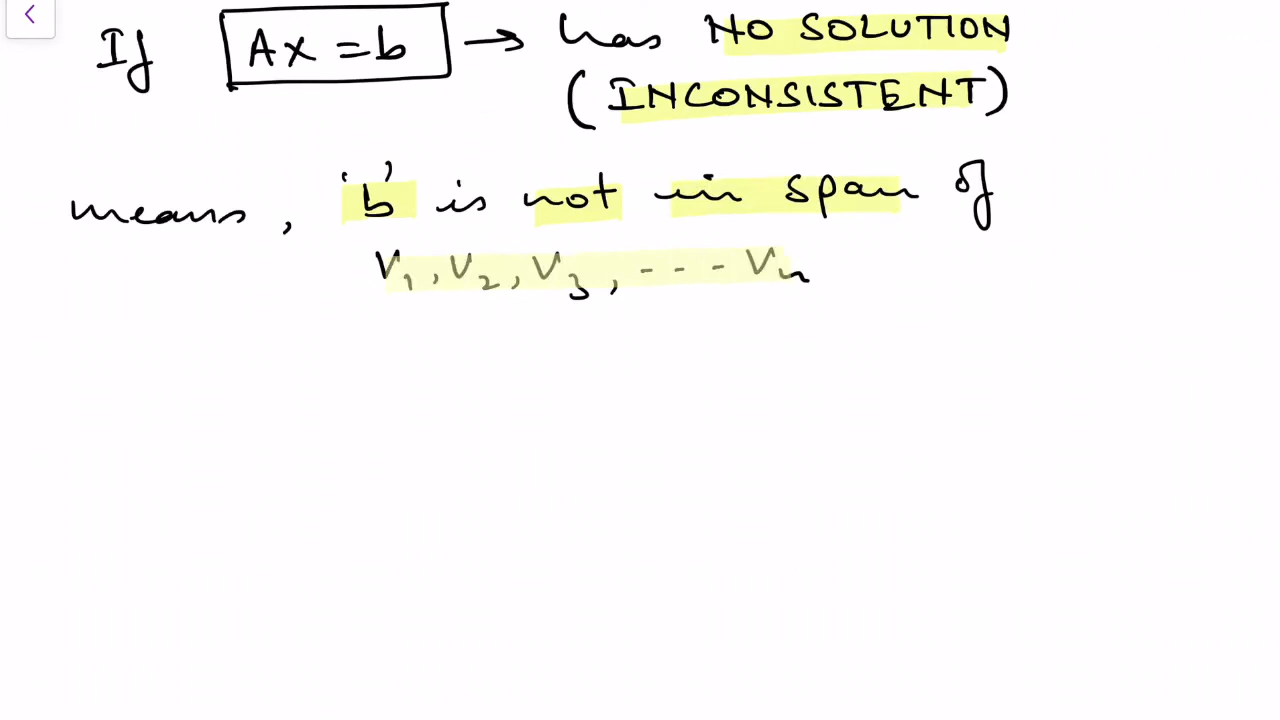 If Ax = b → has NO SOLUTION
(INCONSISTENT)
means, 'b' is not in span of
V₁, V₂, V₃, - - - Vₙ